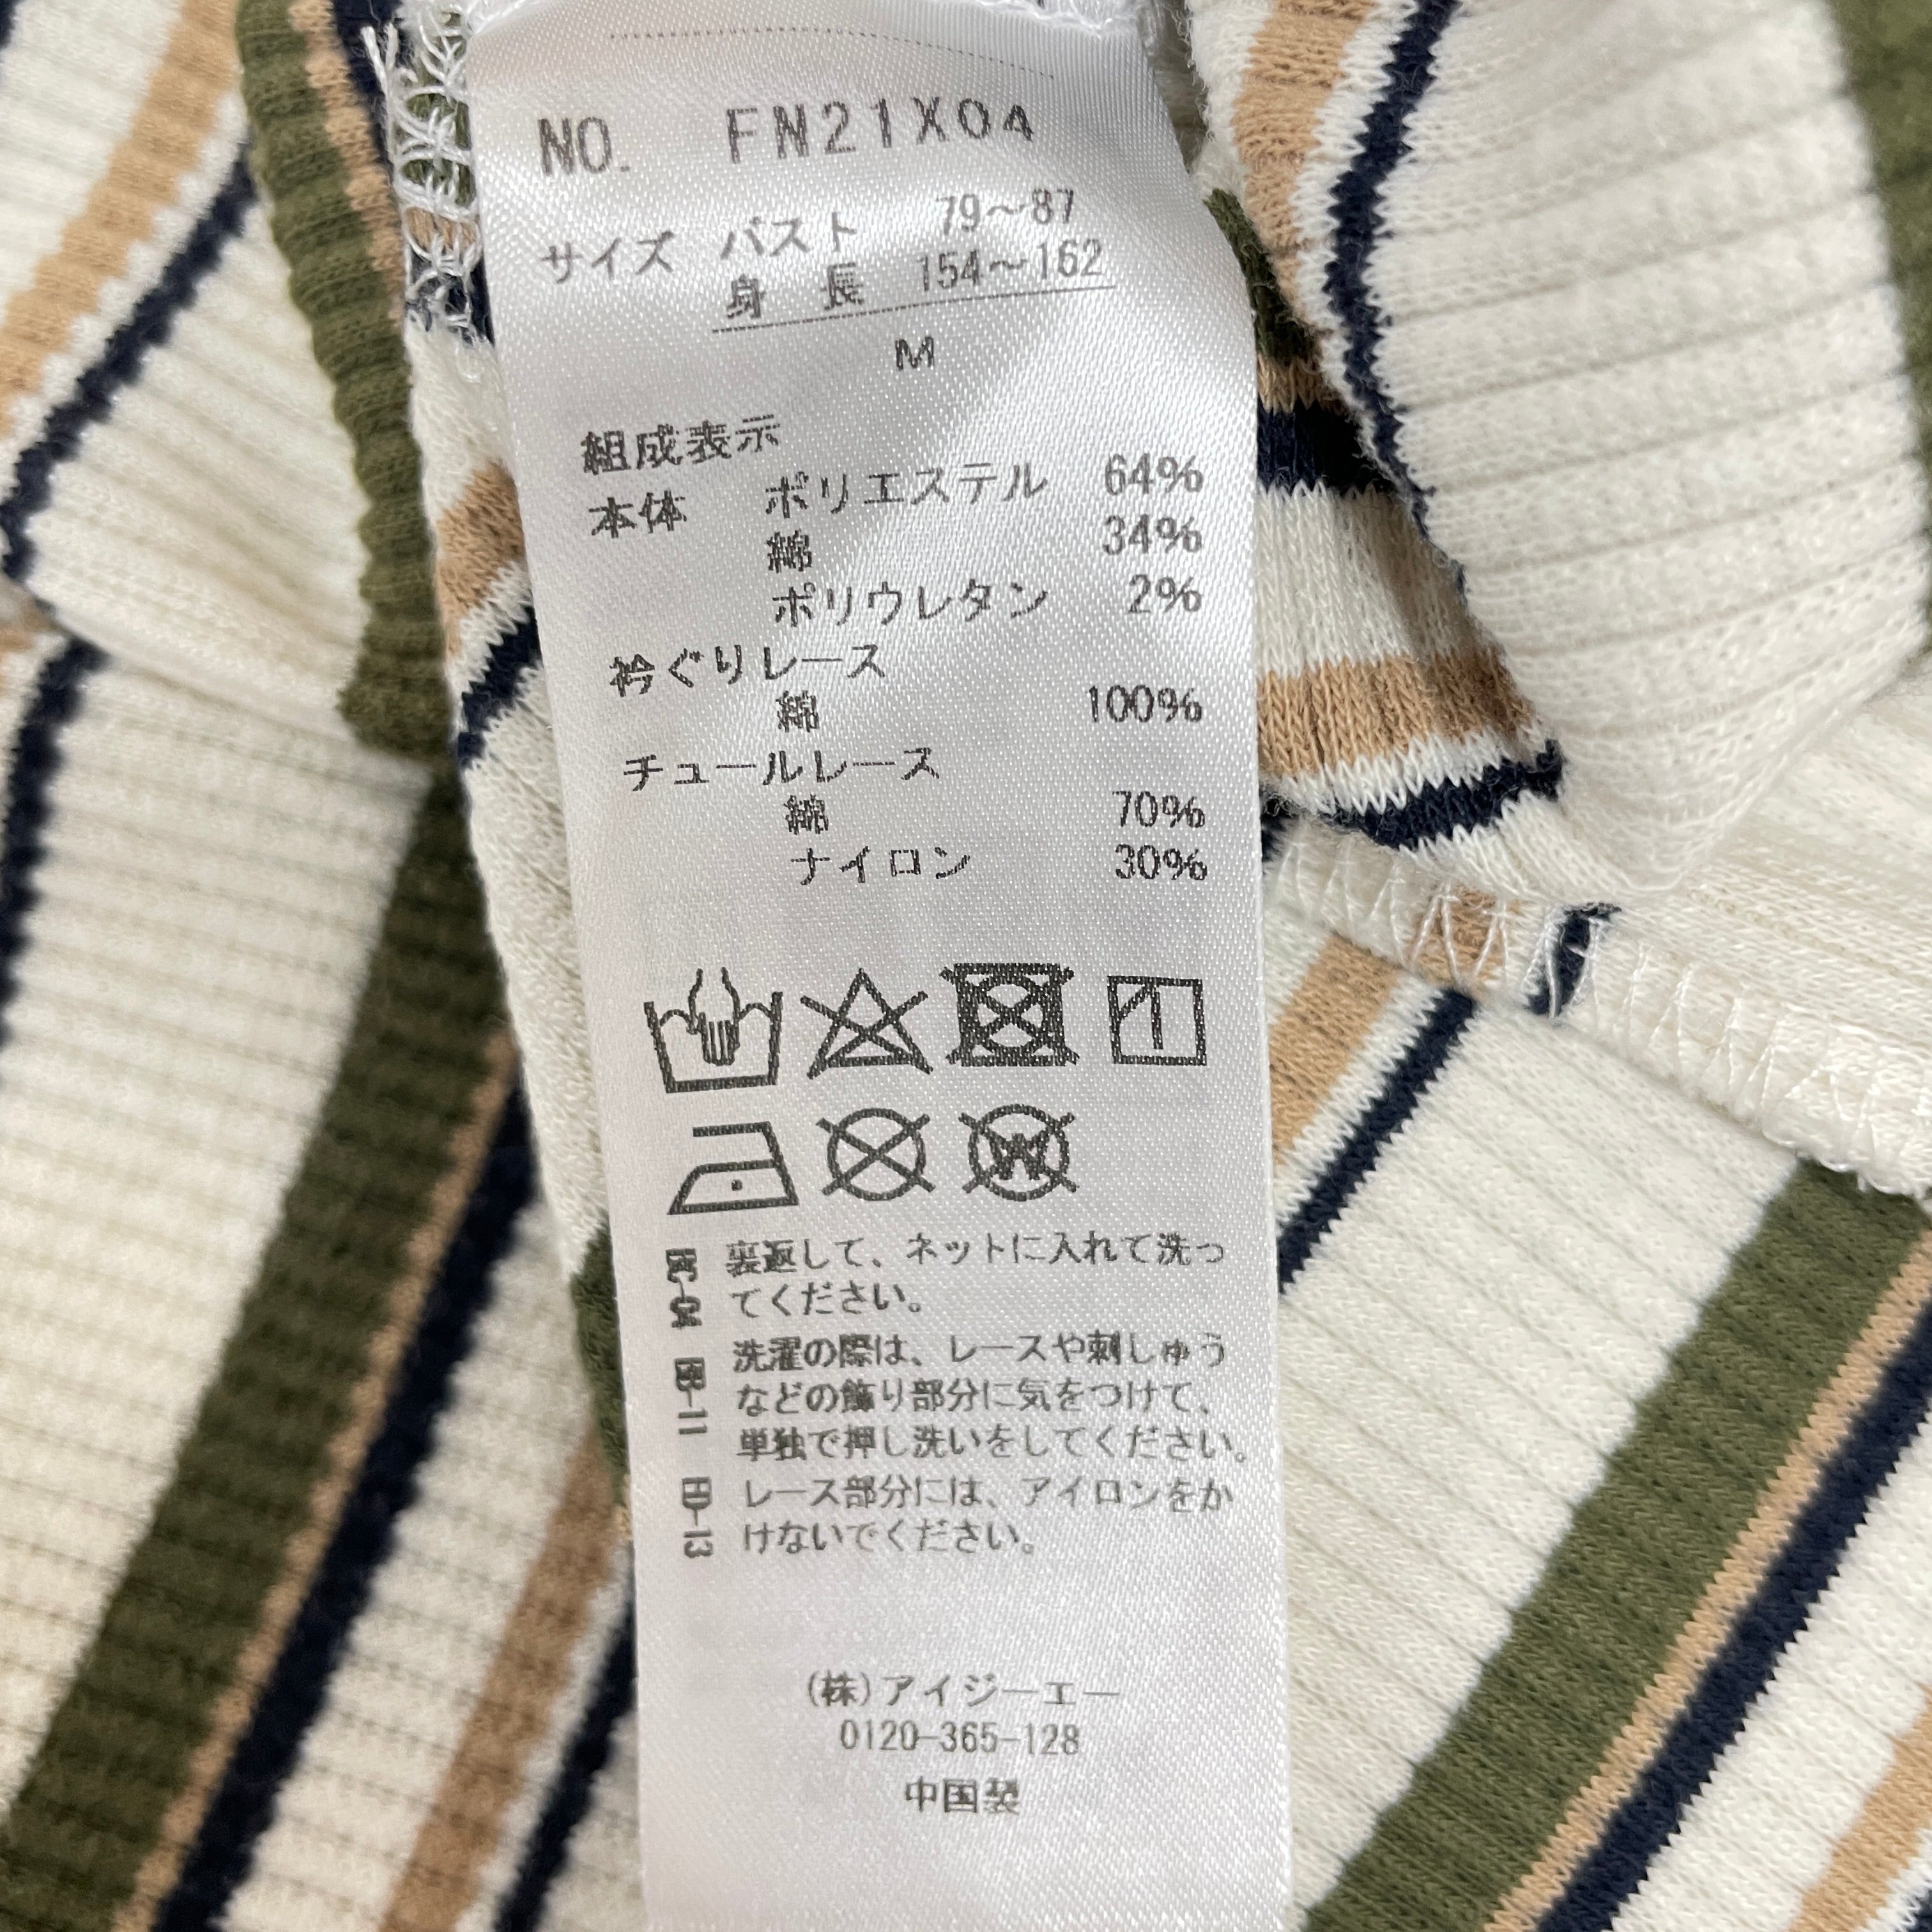 NO. FN21X04
サイズ バスト 79～87
身 長 154～162
M
組成表示
本体 ポリエステル 64%
綿 34%
ポリウレタン 2%
衿ぐりレース
綿 100%
チュールレース
綿 70%
ナイロン 30%
W
裏返して、ネットに入れて洗っ
てください。
洗濯の際は、レースや刺しゅう
などの飾り部分に気をつけて、
単独で押し洗いをしてください。
レース部分には、アイロンをか
けないでください。
EB-11
ED-13
(株)アイジーエー
0120-365-128
中国製